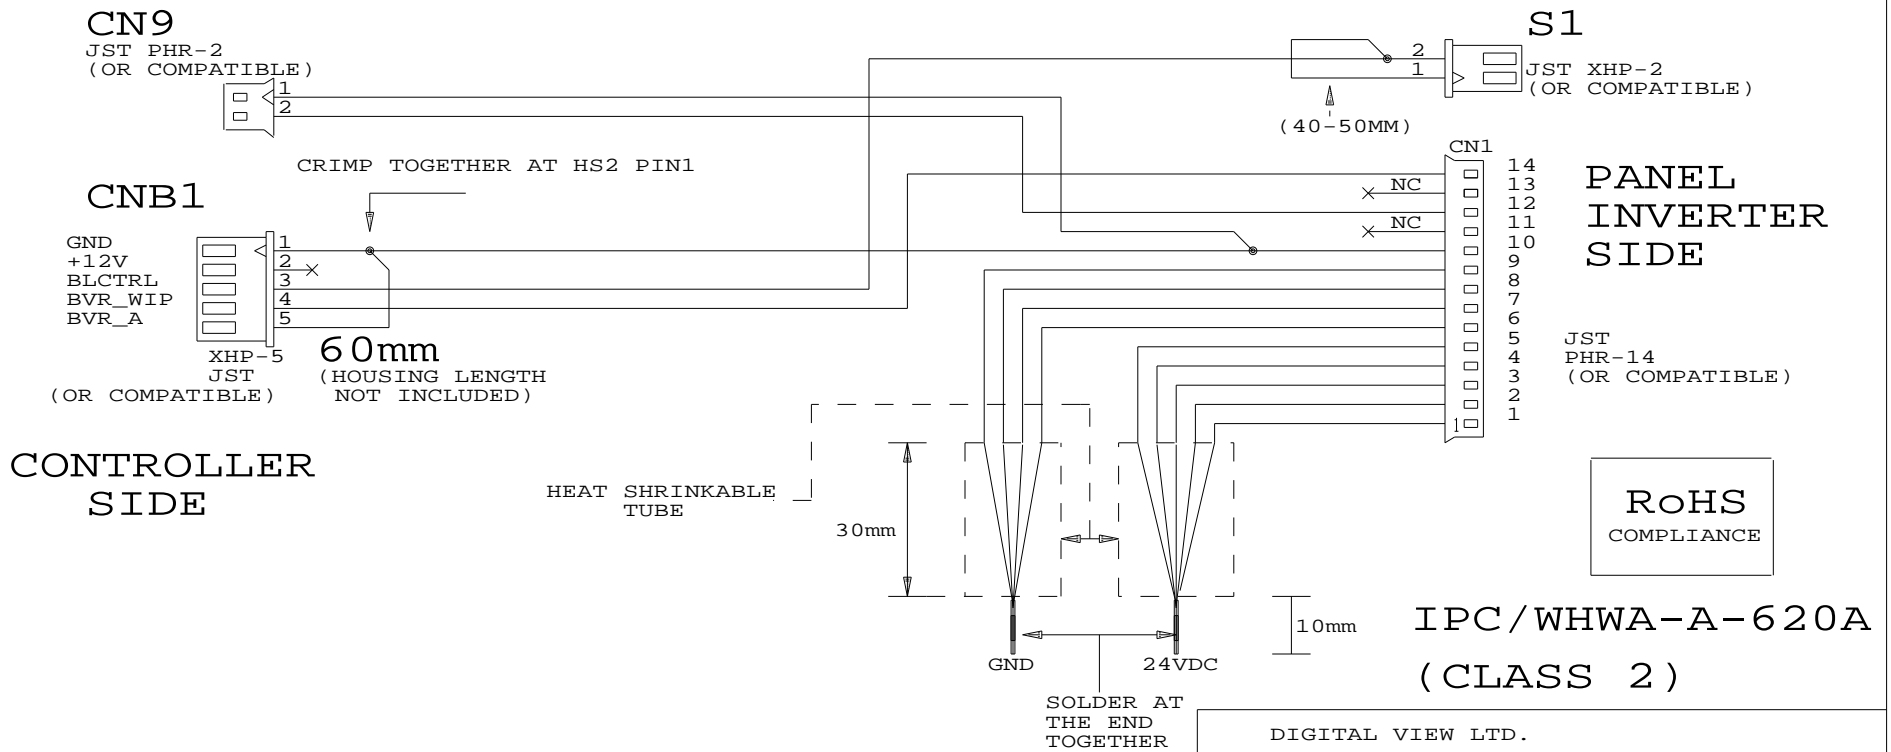 CN9
JST PHR-2
(OR COMPATIBLE)
1
2
S1
2
1
JST XHP-2
(OR COMPATIBLE)
(40-50MM)
CRIMP TOGETHER AT HS2 PIN1
CNB1
GND
+12V
BLCTRL
BVR_WIP
BVR_A
1
2
3
4
5
XHP-5
JST
(OR COMPATIBLE)
60mm
(HOUSING LENGTH
NOT INCLUDED)
CONTROLLER
SIDE
CN1
14
13
12
11
10
9
8
7
6
5
4
3
2
1
NC
NC
1
PANEL
INVERTER
SIDE
JST
PHR-14
(OR COMPATIBLE)
HEAT SHRINKABLE
TUBE
30mm
10mm
GND
24VDC
SOLDER AT
THE END
TOGETHER
RoHS
COMPLIANCE
IPC/WHWA-A-620A
(CLASS 2)
DIGITAL VIEW LTD.